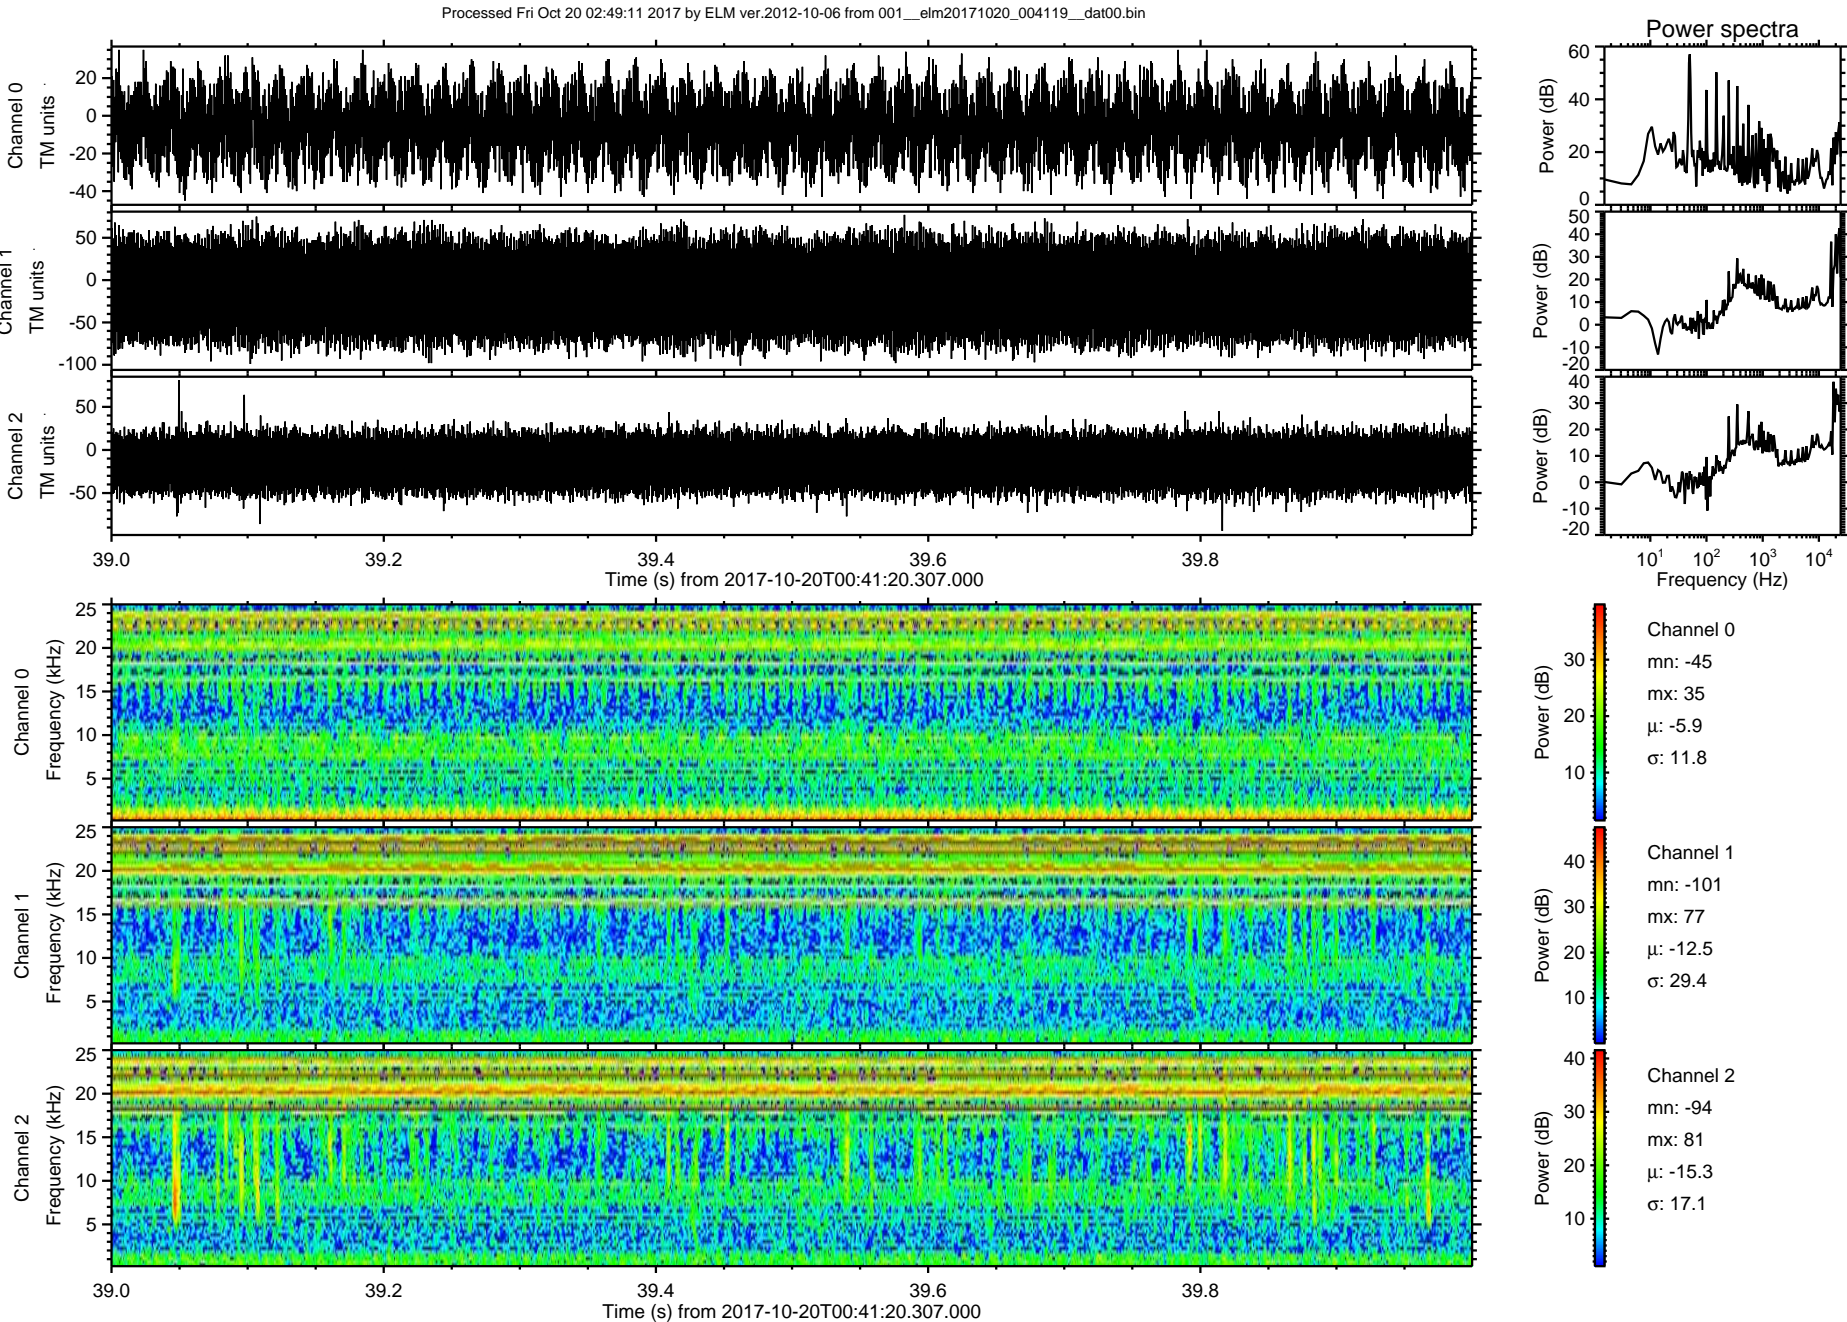 Processed Fri Oct 20 02:49:11 2017 by ELM ver.2012-10-06 from 001__elm20171020_004119__dat00.bin
Power spectra
Channel 0
TM units
20
0
-20
-40
Power (dB)
60
40
20
0
Channel 1
TM units
50
0
-50
-100
Power (dB)
50
40
30
20
10
0
-10
-20
Channel 2
TM units
50
0
-50
Power (dB)
40
30
20
10
0
-10
-20
39.0 39.2 39.4 39.6 39.8
Time (s) from 2017-10-20T00:41:20.307.000
10¹ 10² 10³ 10⁴
Frequency (Hz)
Channel 0
Frequency (kHz)
25
20
15
10
5
Power (dB)
30
20
10
Channel 0
mn: -45
mx: 35
μ: -5.9
σ: 11.8
Channel 1
Frequency (kHz)
25
20
15
10
5
Power (dB)
40
30
20
10
Channel 1
mn: -101
mx: 77
μ: -12.5
σ: 29.4
Channel 2
Frequency (kHz)
25
20
15
10
5
Power (dB)
40
30
20
10
Channel 2
mn: -94
mx: 81
μ: -15.3
σ: 17.1
39.0 39.2 39.4 39.6 39.8
Time (s) from 2017-10-20T00:41:20.307.000